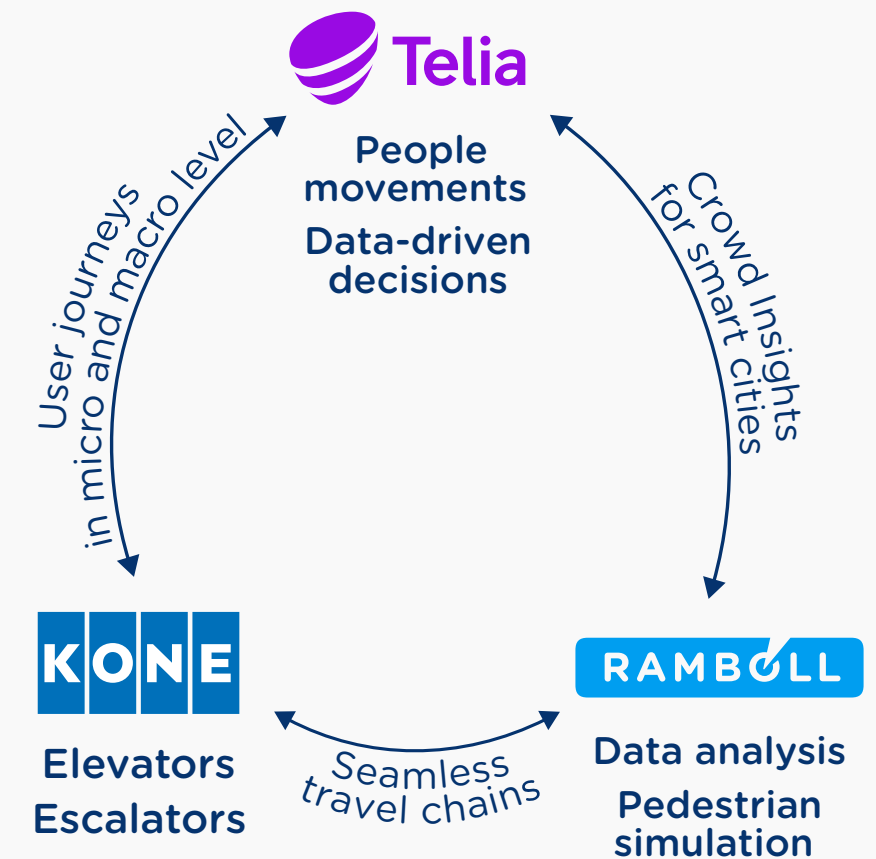 Telia
People
movements
Data-driven
decisions
User journeys
in micro and macro level
Crowd Insights
for smart cities
KONE
Elevators
Escalators
Seamless
travel chains
RAMBOLL
Data analysis
Pedestrian
simulation